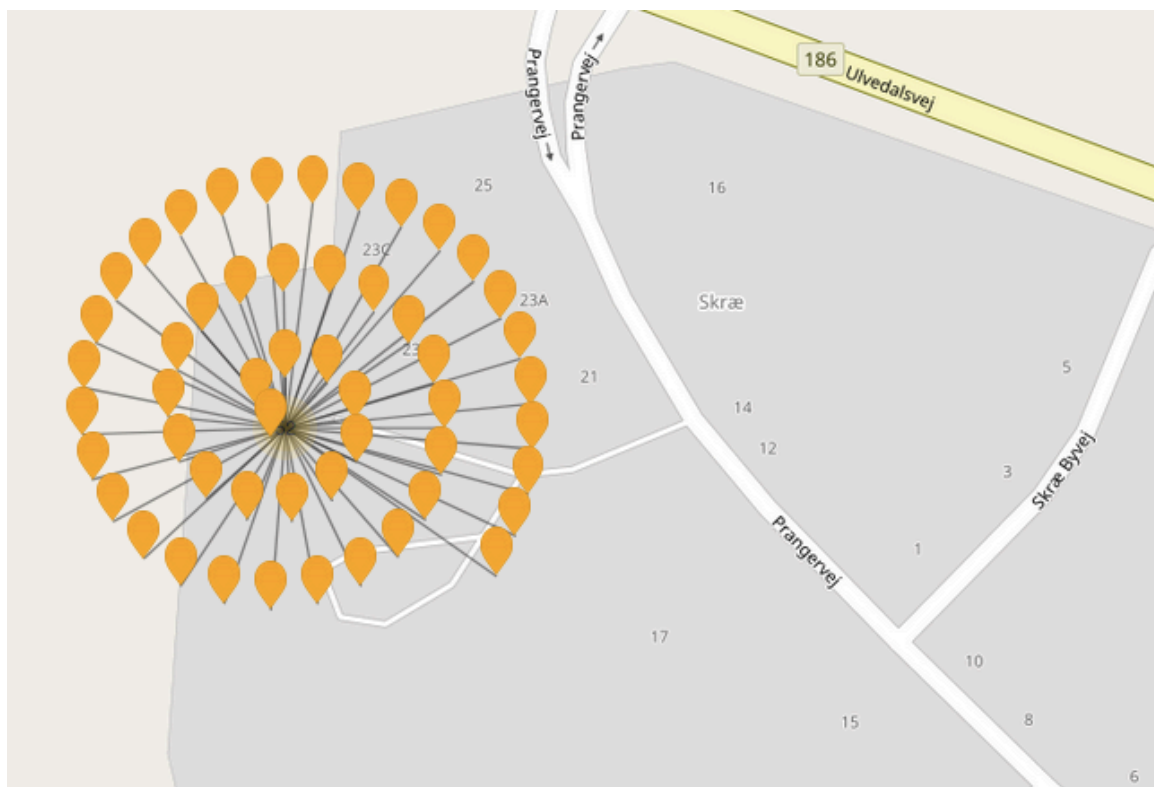 Prangervej →
Prangervej →
186
Ulvedalsvej
25
16
23C
23A
Skræ
21
5
14
12
3
Skræ Byvej
1
Prangervej
17
10
15
8
6